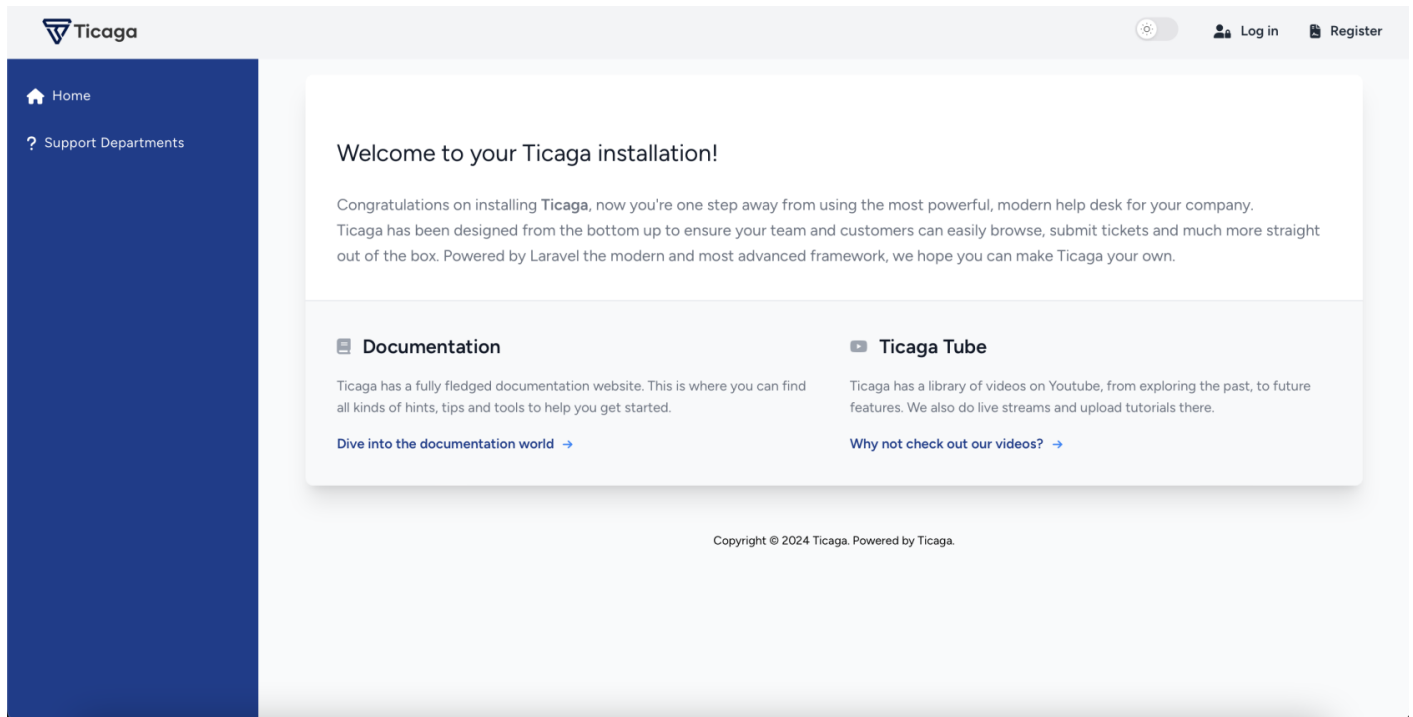 Ticaga
Log in
Register
Home
? Support Departments
Welcome to your Ticaga installation!
Congratulations on installing Ticaga, now you're one step away from using the most powerful, modern help desk for your company.
Ticaga has been designed from the bottom up to ensure your team and customers can easily browse, submit tickets and much more straight
out of the box. Powered by Laravel the modern and most advanced framework, we hope you can make Ticaga your own.
Documentation
Ticaga has a fully fledged documentation website. This is where you can find
all kinds of hints, tips and tools to help you get started.
Dive into the documentation world →
Ticaga Tube
Ticaga has a library of videos on Youtube, from exploring the past, to future
features. We also do live streams and upload tutorials there.
Why not check out our videos? →
Copyright © 2024 Ticaga. Powered by Ticaga.